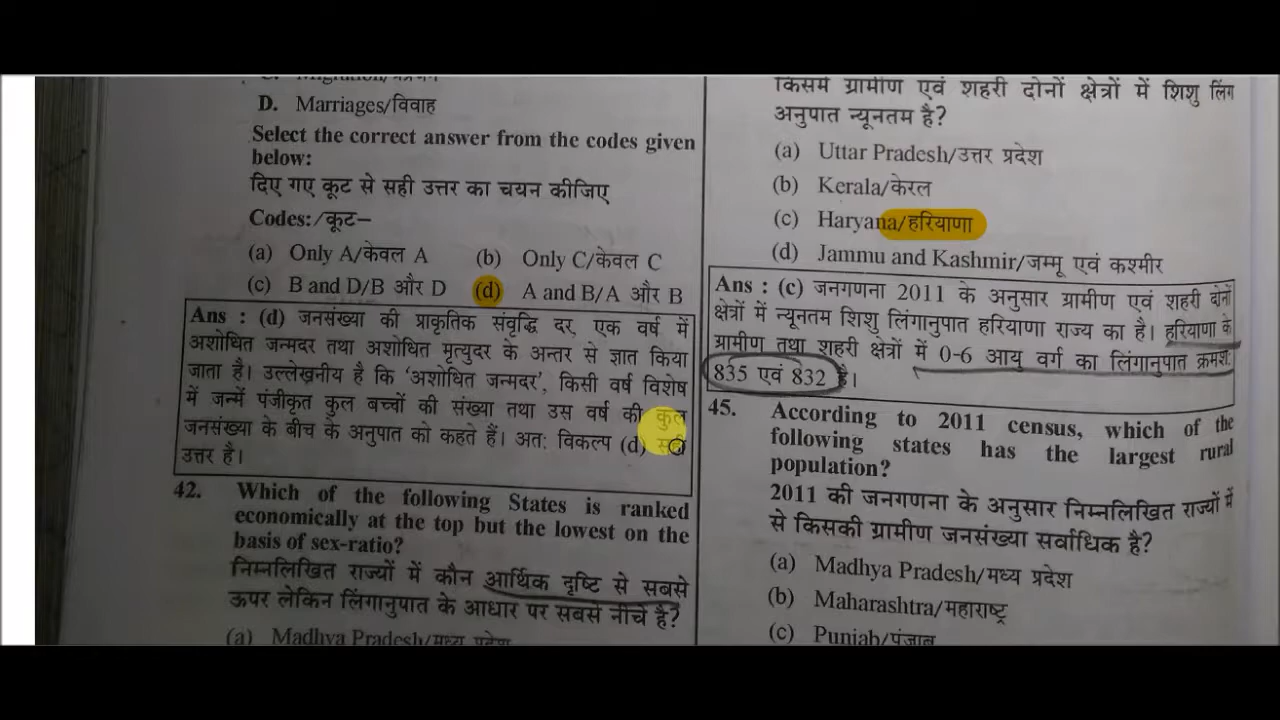 D. Marriages/विवाह
Select the correct answer from the codes given
below:
दिए गए कूट से सही उत्तर का चयन कीजिए
Codes:/कूट–
(a) Only A/केवल A (b) Only C/केवल C
(c) B and D/B और D (d) A and B/A और B
Ans : (d) जनसंख्या की प्राकृतिक संवृद्धि दर, एक वर्ष में
अशोधित जन्मदर तथा अशोधित मृत्युदर के अन्तर से ज्ञात किया
जाता है। उल्लेखनीय है कि ‘अशोधित जन्मदर’, किसी वर्ष विशेष
में जन्में पंजीकृत कुल बच्चों की संख्या तथा उस वर्ष की कुल
जनसंख्या के बीच के अनुपात को कहते हैं। अत: विकल्प (d)
उत्तर है।
42. Which of the following States is ranked
economically at the top but the lowest on the
basis of sex-ratio?
निम्नलिखित राज्यों में कौन आर्थिक दृष्टि से सबसे
ऊपर लेकिन लिंगानुपात के आधार पर सबसे नीचे है?
(a) Madhya Pradesh/मध्य प्रदेश
किसमें ग्रामीण एवं शहरी दोनों क्षेत्रों में शिशु लिंग
अनुपात न्यूनतम है?
(a) Uttar Pradesh/उत्तर प्रदेश
(b) Kerala/केरल
(c) Haryana/हरियाणा
(d) Jammu and Kashmir/जम्मू एवं कश्मीर
Ans : (c) जनगणना 2011 के अनुसार ग्रामीण एवं शहरी दोनों
क्षेत्रों में न्यूनतम शिशु लिंगानुपात हरियाणा राज्य का है। हरियाणा के
ग्रामीण तथा शहरी क्षेत्रों में 0-6 आयु वर्ग का लिंगानुपात क्रमश:
835 एवं 832 है।
45. According to 2011 census, which of the
following states has the largest rural
population?
2011 की जनगणना के अनुसार निम्नलिखित राज्यों में
से किसकी ग्रामीण जनसंख्या सर्वाधिक है?
(a) Madhya Pradesh/मध्य प्रदेश
(b) Maharashtra/महाराष्ट्र
(c) Punjab/पंजाब